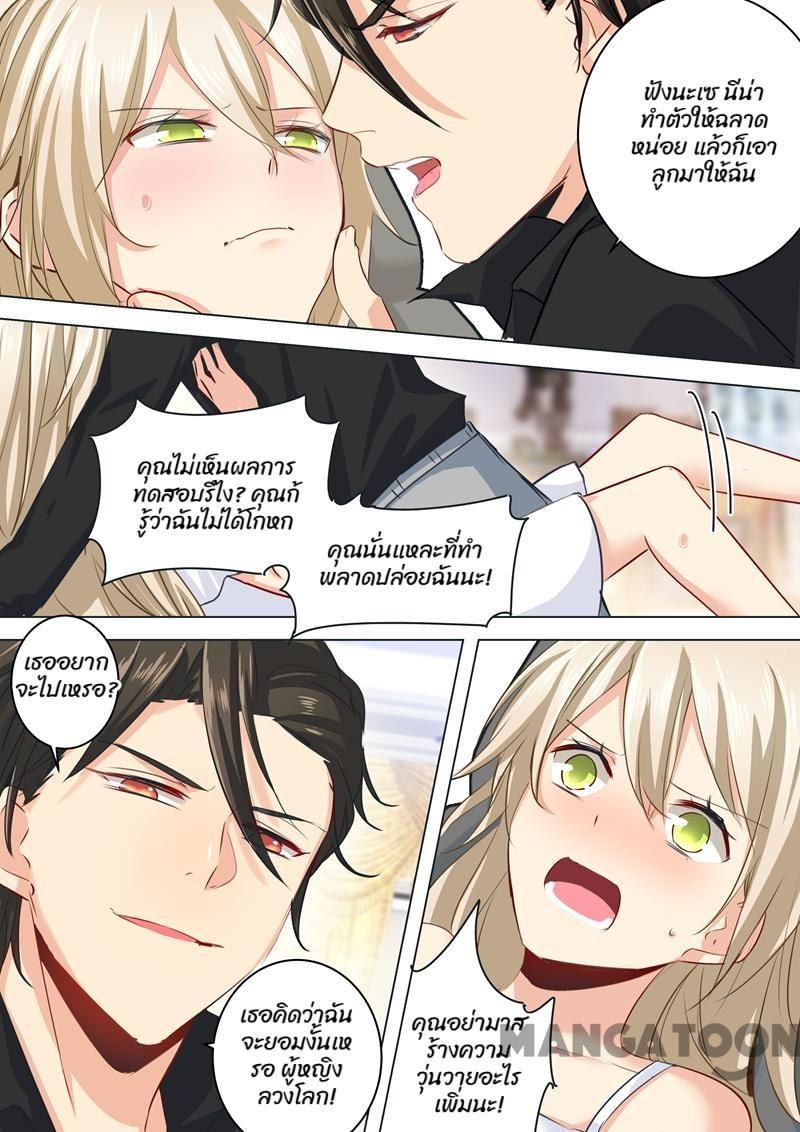 ฟังนะเซ นีน่า
ทำตัวให้ฉลาด
หน่อย แล้วก็เอา
ลูกมาให้ฉัน
คุณไม่เห็นผลการ
ทดสอบรึไง? คุณก็
รู้ว่าฉันไม่ได้โกหก
คุณนั่นแหละที่ทำ
พลาดปล่อยฉันนะ!
เธออยาก
จะไปเหรอ?
เธอคิดว่าฉัน
จะยอมงั้นเห
รอ ผู้หญิง
ลวงโลก!
คุณอย่ามาส
ร้างความ
วุ่นวายอะไร
เพิ่มนะ!
MANGATOON